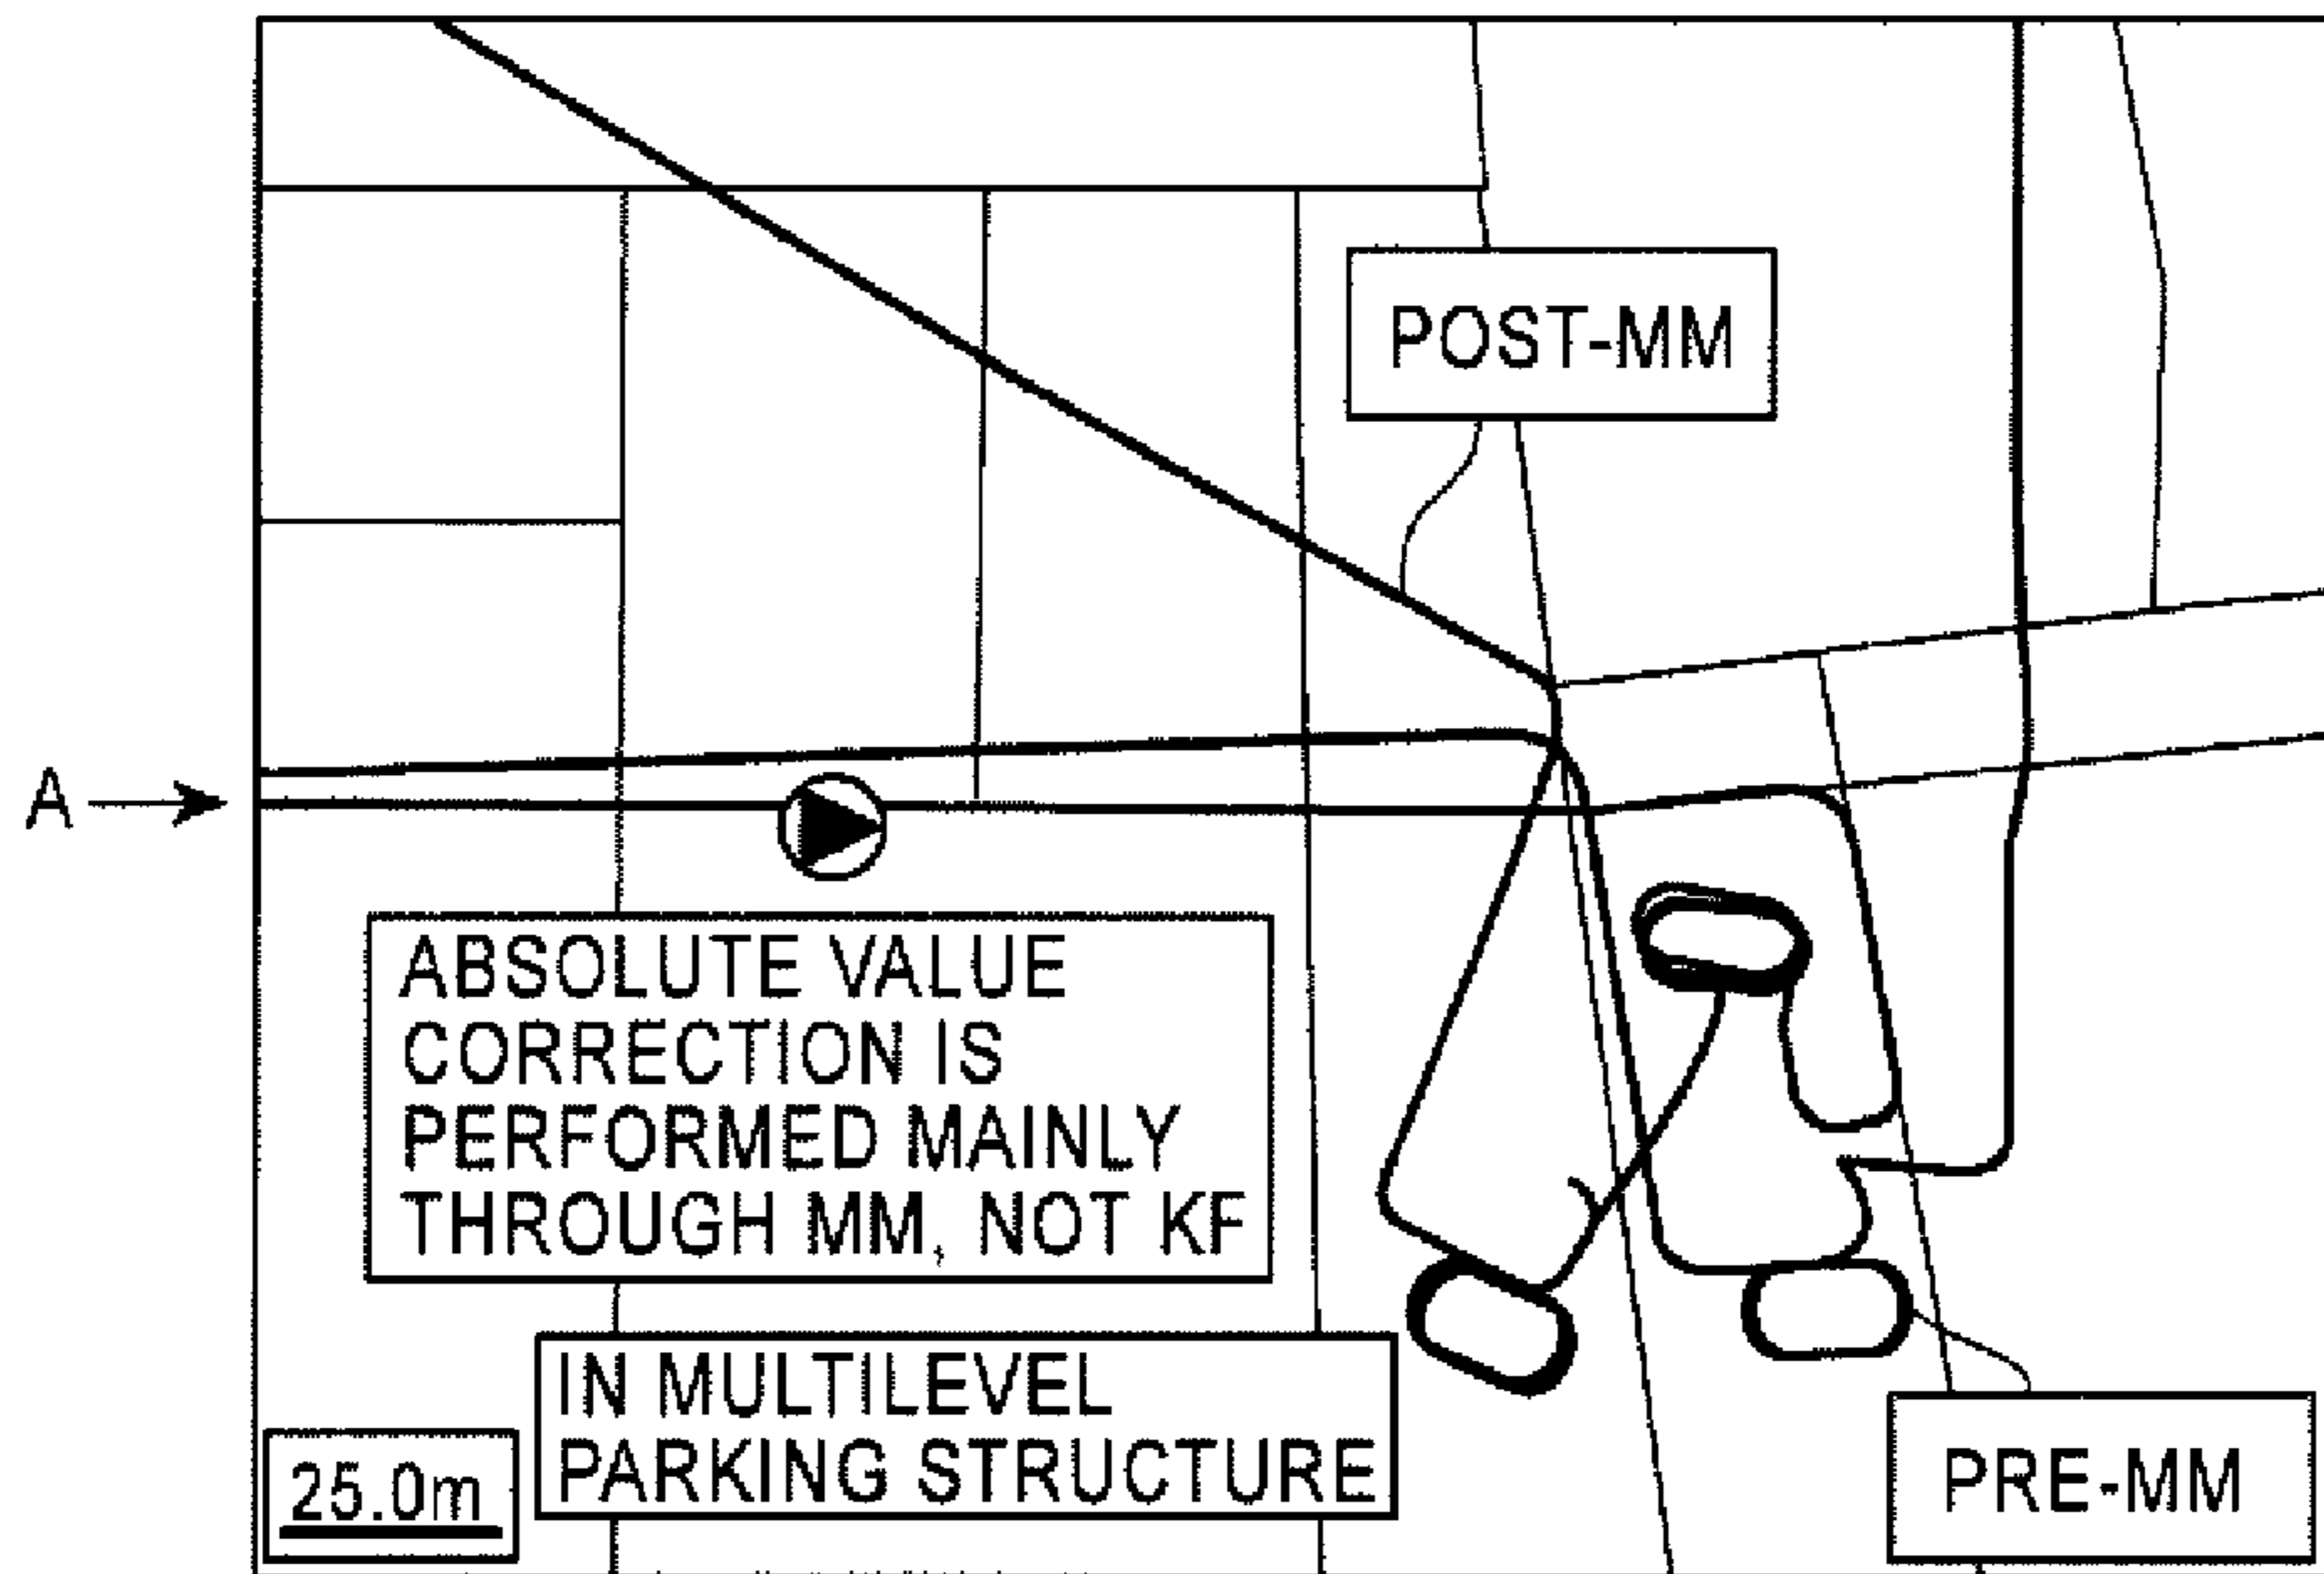 POST-MM
A
ABSOLUTE VALUE
CORRECTION IS
PERFORMED MAINLY
THROUGH MM, NOT KF
IN MULTILEVEL
PARKING STRUCTURE
25.0m
PRE-MM